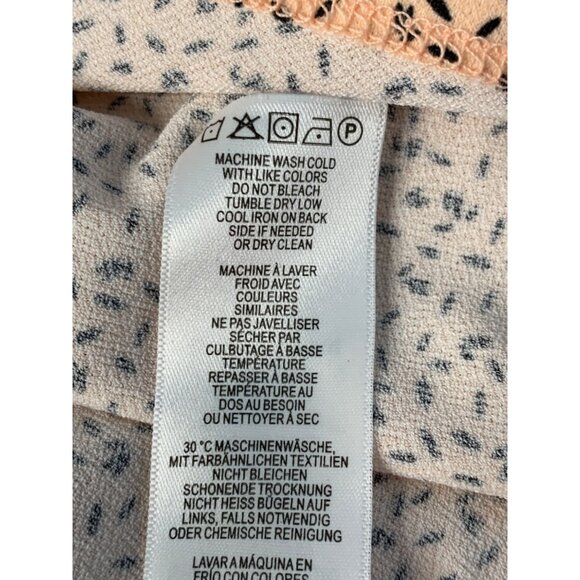 P
MACHINE WASH COLD
WITH LIKE COLORS
DO NOT BLEACH
TUMBLE DRY LOW
COOL IRON ON BACK
SIDE IF NEEDED
OR DRY CLEAN
MACHINE À LAVER
FROID AVEC
COULEURS
SIMILAIRES
NE PAS JAVELLISER
SÉCHER PAR
CULBUTAGE À BASSE
TEMPÉRATURE
REPASSER À BASSE
TEMPÉRATURE AU
DOS AU BESOIN
OU NETTOYER À SEC
30 °C MASCHINENWÄSCHE,
MIT FARBÄHNLICHEN TEXTILIEN
NICHT BLEICHEN
SCHONENDE TROCKNUNG
NICHT HEISS BÜGELN AUF
LINKS, FALLS NOTWENDIG
ODER CHEMISCHE REINIGUNG
LAVAR A MÁQUINA EN
FRÍO CON COLORES